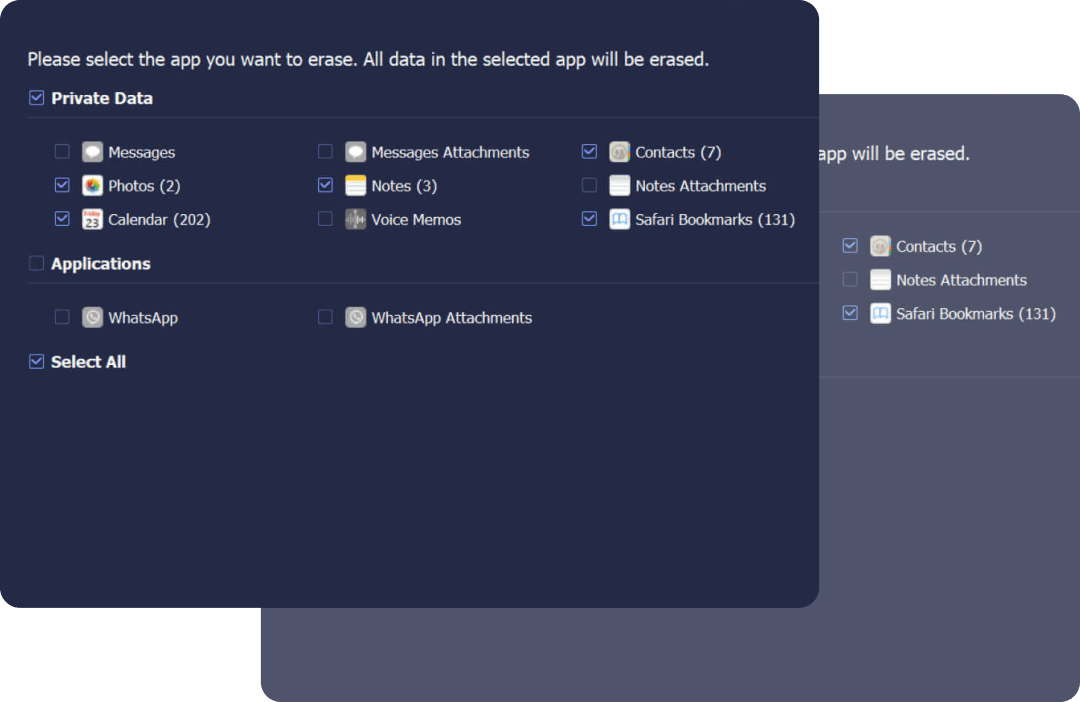 Please select the app you want to erase. All data in the selected app will be erased.
Private Data
Messages Messages Attachments Contacts (7)
Photos (2) Notes (3) Notes Attachments
Calendar (202) Voice Memos Safari Bookmarks (131)
Applications
WhatsApp WhatsApp Attachments
Select All
app will be erased.
Contacts (7)
Notes Attachments
Safari Bookmarks (131)